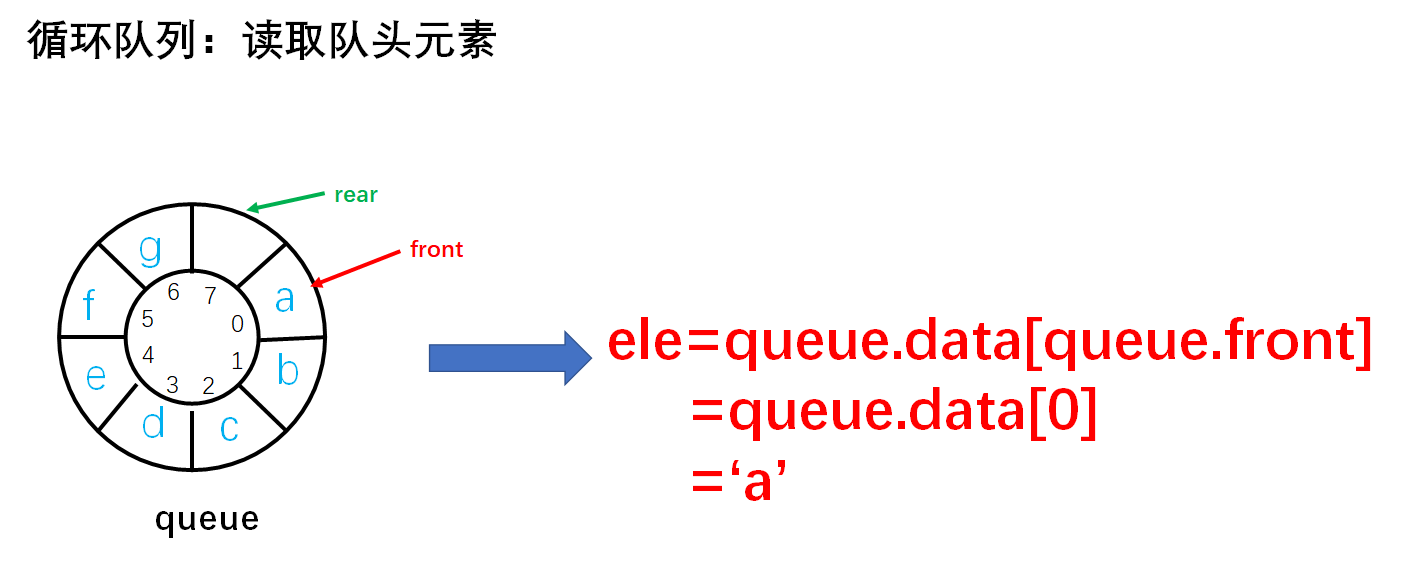 循环队列：读取队头元素
rear
front
g
f
a
e
b
d
c
6
7
5
0
4
1
3
2
ele=queue.data[queue.front]
=queue.data[0]
=‘a’
queue